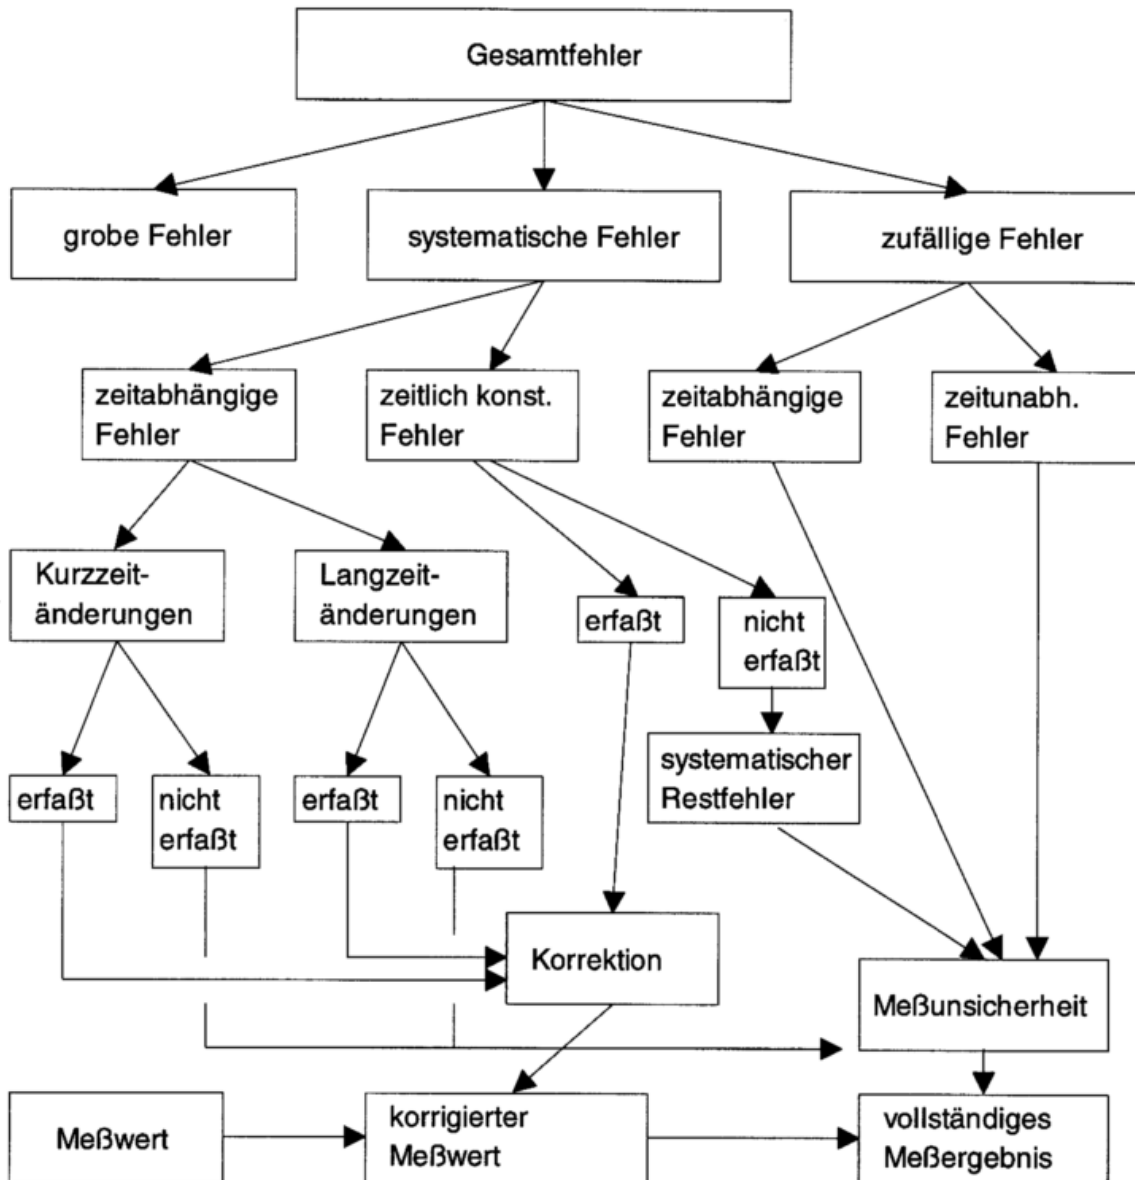 Gesamtfehler
grobe Fehler
systematische Fehler
zufällige Fehler
zeitabhängige
Fehler
zeitlich konst.
Fehler
zeitabhängige
Fehler
zeitunabh.
Fehler
Kurzzeit-
änderungen
Langzeit-
änderungen
erfaßt
nicht
erfaßt
systematischer
Restfehler
erfaßt
nicht
erfaßt
erfaßt
nicht
erfaßt
Korrektion
Meßunsicherheit
Meßwert
korrigierter
Meßwert
vollständiges
Meßergebnis